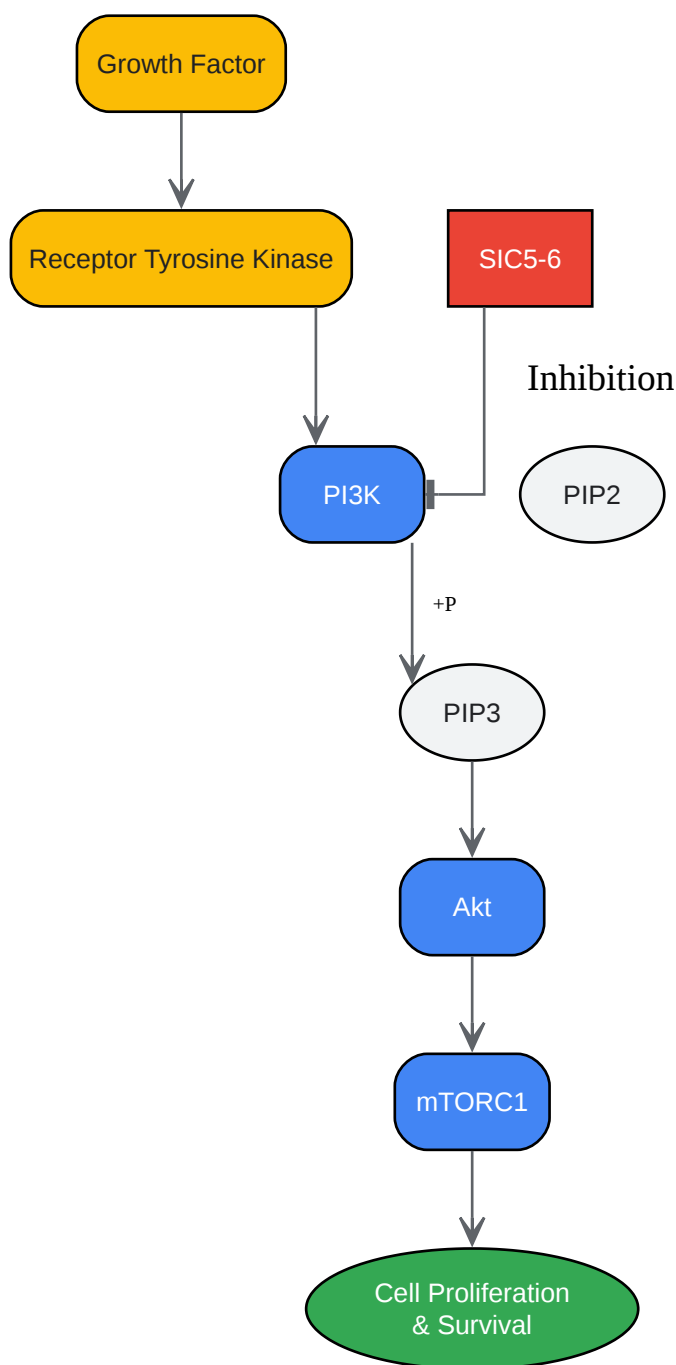 Growth Factor
Receptor Tyrosine Kinase
SIC5-6
Inhibition
PI3K
PIP2
+P
PIP3
Akt
mTORC1
Cell Proliferation
& Survival